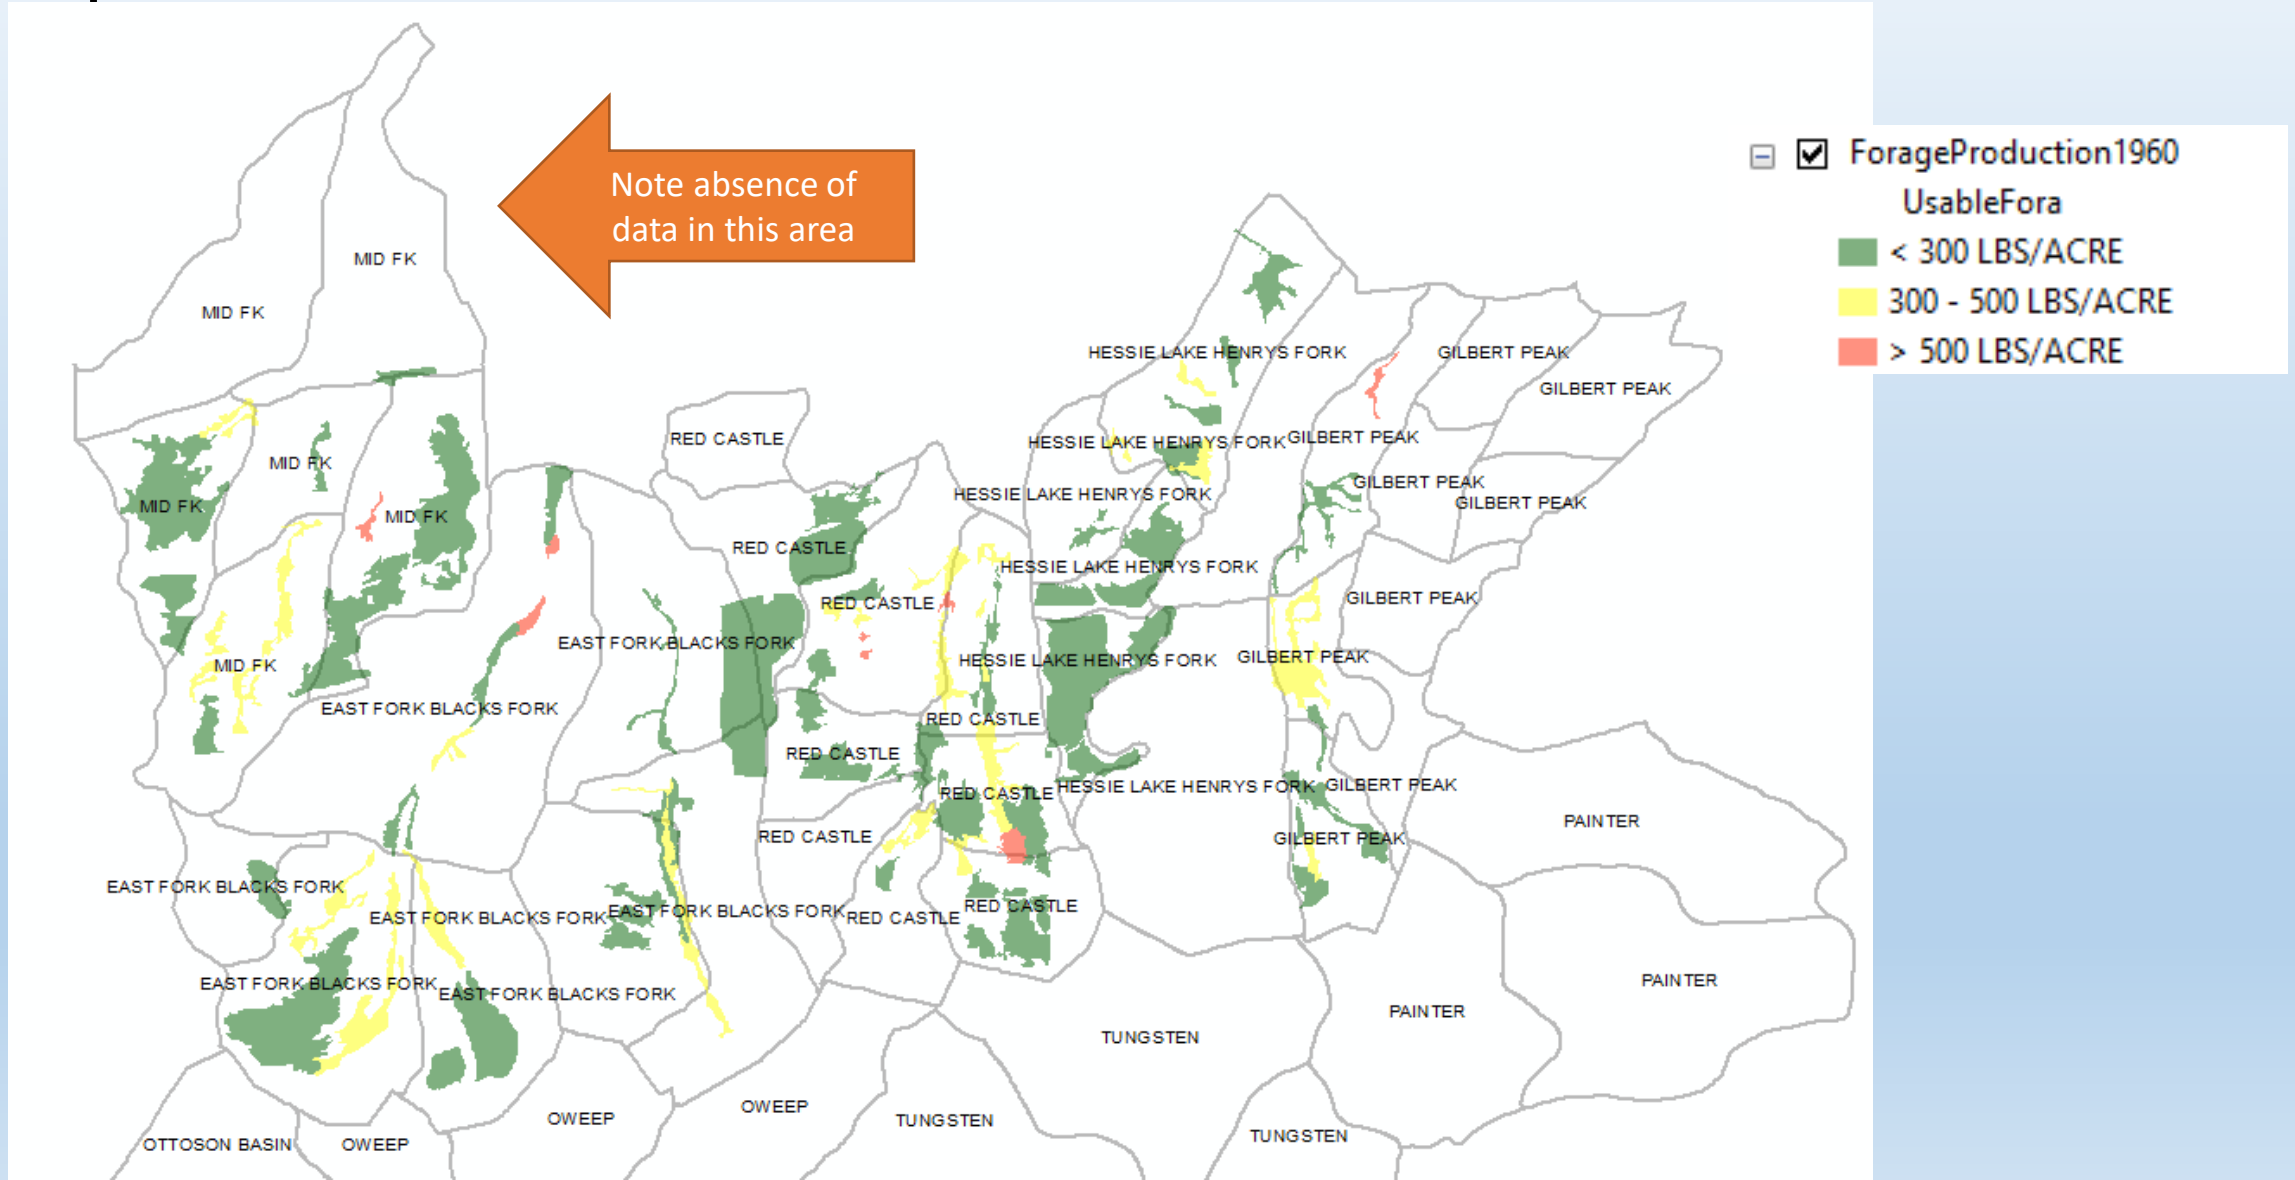 Note absence of
data in this area
ForageProduction1960
UsableFora
< 300 LBS/ACRE
300 - 500 LBS/ACRE
> 500 LBS/ACRE
MID FK
MID FK
HESSIE LAKE HENRYS FORK
GILBERT PEAK
GILBERT PEAK
RED CASTLE
HESSIE LAKE HENRYS FORK
GILBERT PEAK
MID FK
GILBERT PEAK
HESSIE LAKE HENRYS FORK
GILBERT PEAK
MID FK
MID FK
RED CASTLE
HESSIE LAKE HENRYS FORK
GILBERT PEAK
RED CASTLE
EAST FORK BLACKS FORK
HESSIE LAKE HENRYS FORK
GILBERT PEAK
MID FK
EAST FORK BLACKS FORK
RED CASTLE
RED CASTLE
HESSIE LAKE HENRYS FORK
GILBERT PEAK
RED CASTLE
PAINTER
RED CASTLE
GILBERT PEAK
EAST FORK BLACKS FORK
RED CASTLE
EAST FORK BLACKS FORK
EAST FORK BLACKS FORK
RED CASTLE
EAST FORK BLACKS FORK
EAST FORK BLACKS FORK
PAINTER
PAINTER
TUNGSTEN
OWEEP
OWEEP
TUNGSTEN
TUNGSTEN
OTTOSON BASIN
OWEEP